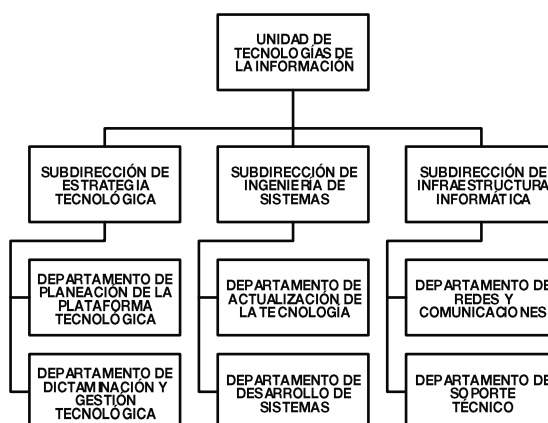 UNIDAD DE
TECNOLOGÍAS DE
LA INFORMACIÓN
SUBDIRECCIÓN DE
ESTRATEGIA
TECNOLÓGICA
SUBDIRECCIÓN DE
INGENIERÍA DE
SISTEMAS
SUBDIRECCIÓN DE
INFRAESTRUCTURA
INFORMÁTICA
DEPARTAMENTO DE
PLANEACIÓN DE LA
PLATAFORMA
TECNOLÓGICA
DEPARTAMENTO DE
ACTUALIZACIÓN DE
LA TECNOLOGÍA
DEPARTAMENTO DE
REDES Y
COMUNICACIONES
DEPARTAMENTO DE
DICTAMINACIÓN Y
GESTIÓN
TECNOLÓGICA
DEPARTAMENTO DE
DESARROLLO DE
SISTEMAS
DEPARTAMENTO DE
SOPORTE
TÉCNICO